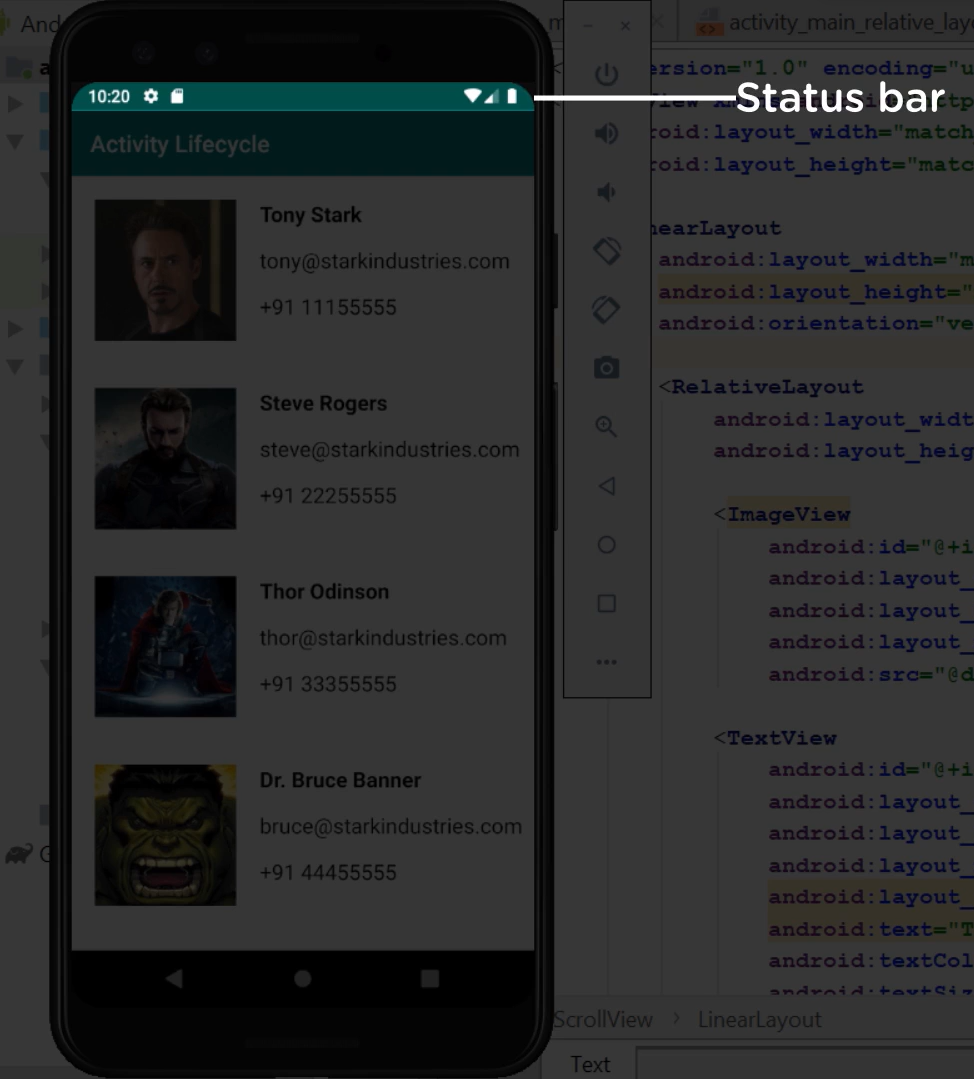 10:20
Status bar
Activity Lifecycle
Tony Stark
tony@starkindustries.com
+91 11155555
Steve Rogers
steve@starkindustries.com
+91 22255555
Thor Odinson
thor@starkindustries.com
+91 33355555
Dr. Bruce Banner
bruce@starkindustries.com
+91 44455555
activity_main_relative_layo
ersion="1.0" encoding="u
roid:layout_width="match
roid:layout_height="matc
nearLayout
android:layout_width="m
android:layout_height="
android:orientation="ve
<RelativeLayout
android:layout_widt
android:layout_heig
<ImageView
android:id="@+i
android:layout_
android:layout_
android:layout_
android:src="@d
<TextView
android:id="@+i
android:layout_
android:layout_
android:layout_
android:layout_
android:text="T
android:textCol
android:textSiz
ScrollView > LinearLayout
Text